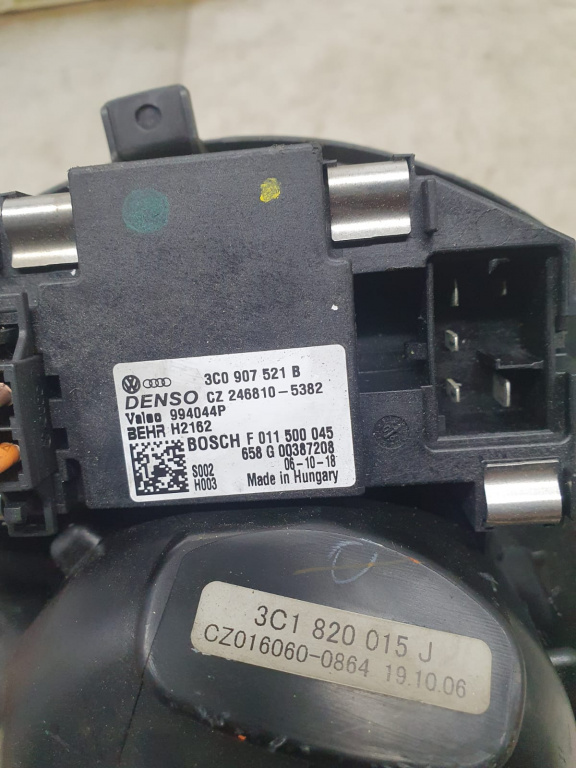 3C0 907 521 B
DENSO CZ 246810-5382
Valeo 994044P
BEHR H2162
BOSCH F 011 500 045
658 G 00387208
S002 06-10-18
H003 Made in Hungary
3C1 820 015 J
CZ016060-0864 19.10.06